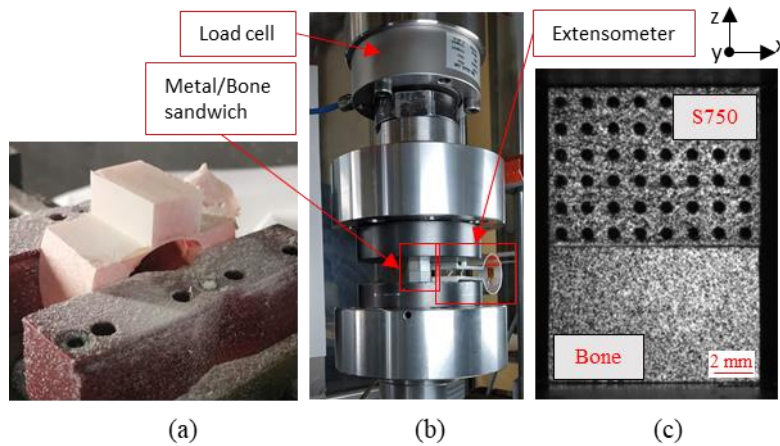 Load cell
Extensometer
Metal/Bone
sandwich
z
y
x
S750
Bone
2 mm
(a)
(b)
(c)